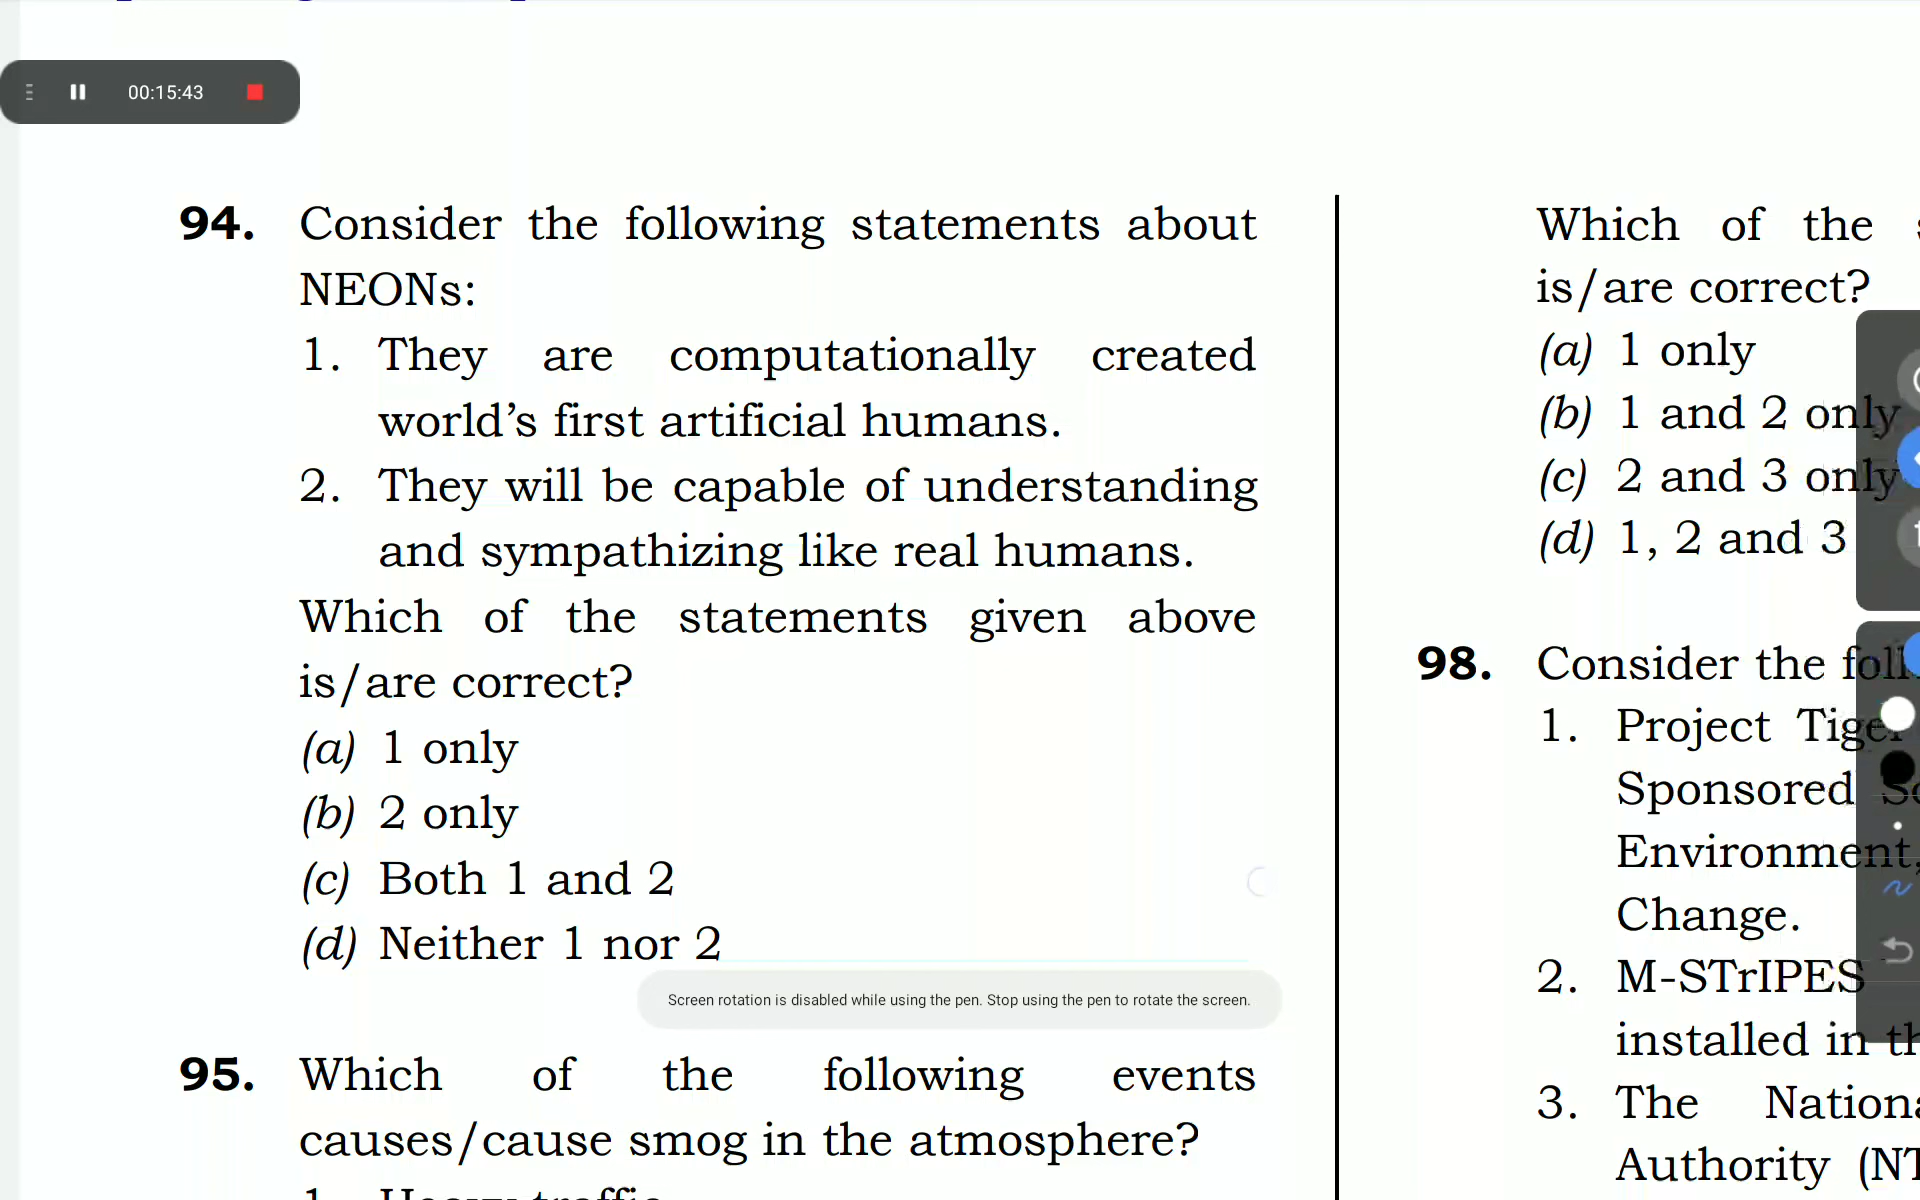 00:15:43
94. Consider the following statements about
NEONs:
1. They are computationally created
world's first artificial humans.
2. They will be capable of understanding
and sympathizing like real humans.
Which of the statements given above
is/are correct?
(a) 1 only
(b) 2 only
(c) Both 1 and 2
(d) Neither 1 nor 2
Screen rotation is disabled while using the pen. Stop using the pen to rotate the screen.
95. Which of the following events
causes/cause smog in the atmosphere?
1. Heavy traffic
Which of the
is/are correct?
(a) 1 only
(b) 1 and 2 only
(c) 2 and 3 only
(d) 1, 2 and 3
98. Consider the
1. Project Tiger
Sponsored
Environment,
Change.
2. M-STrIPES
installed in
3. The
Authority